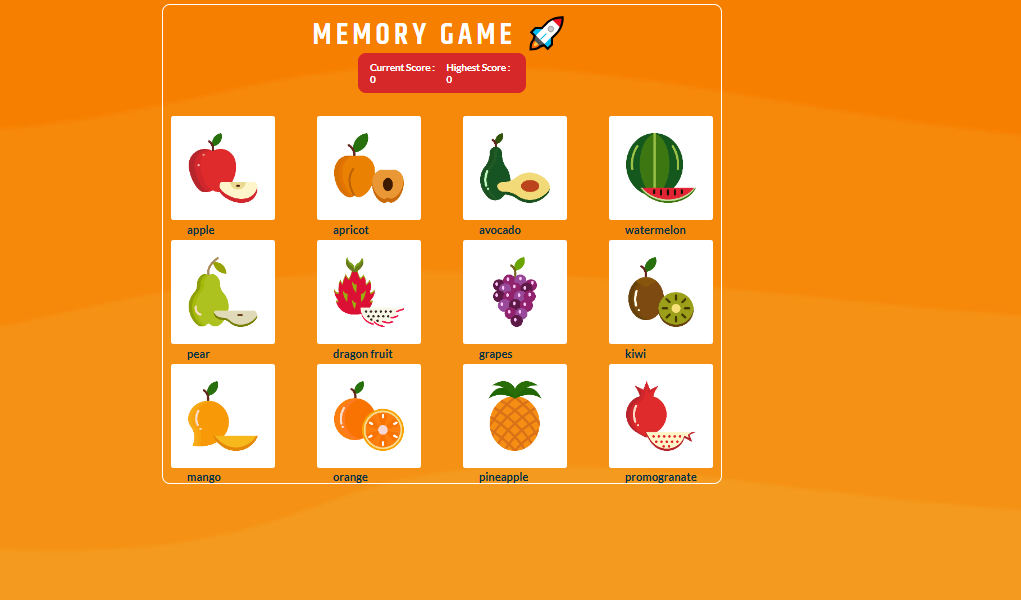 MEMORY GAME
Current Score : Highest Score :
0 0
apple apricot avocado watermelon
pear dragon fruit grapes kiwi
mango orange pineapple promogranate